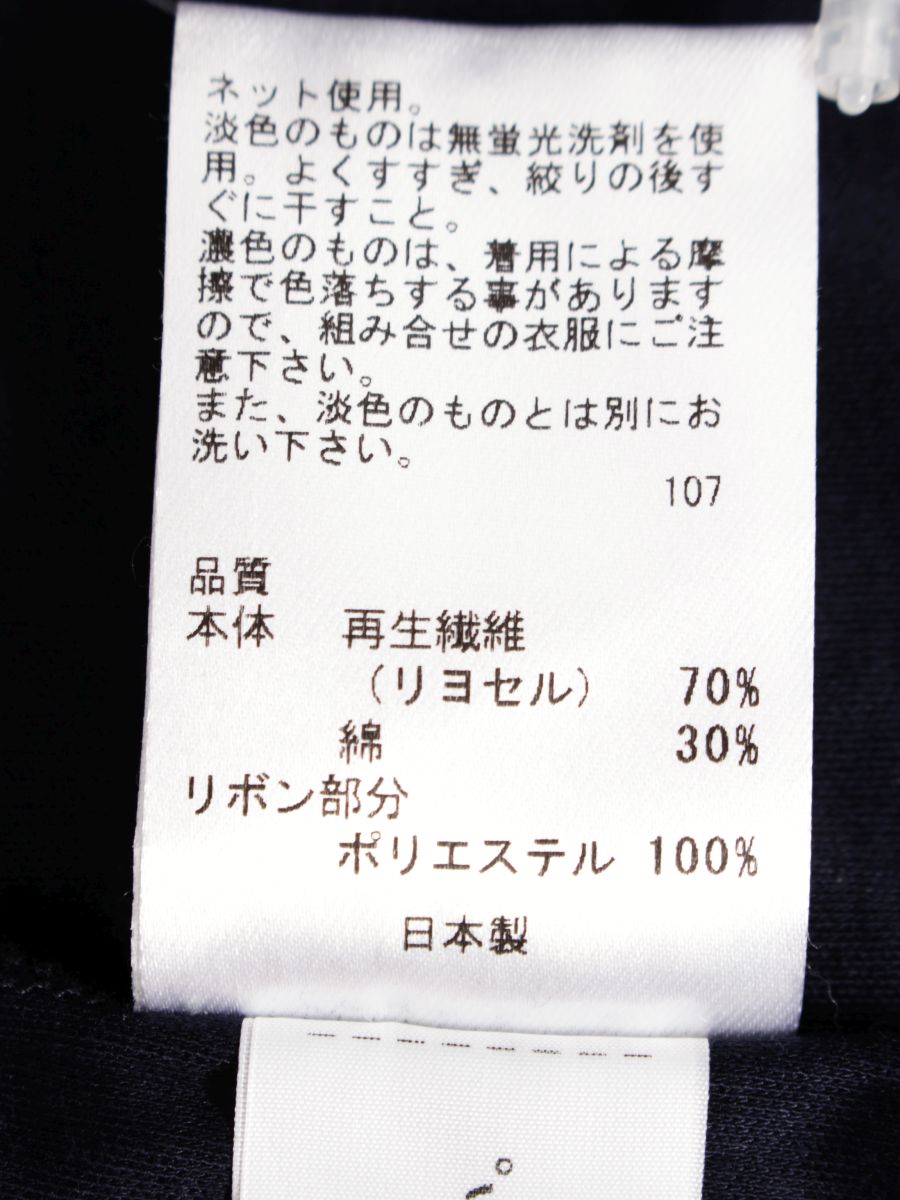 ネット使用。
淡色のものは無蛍光洗剤を使
用。よくすすぎ、絞りの後す
ぐに干すこと。
濃色のものは、着用による摩
擦で色落ちする事があります
ので、組み合せの衣服にご注
意下さい。
また、淡色のものとは別にお
洗い下さい。
107
品質
本体 再生繊維
（リヨセル） 70%
綿 30%
リボン部分
ポリエステル 100%
日本製